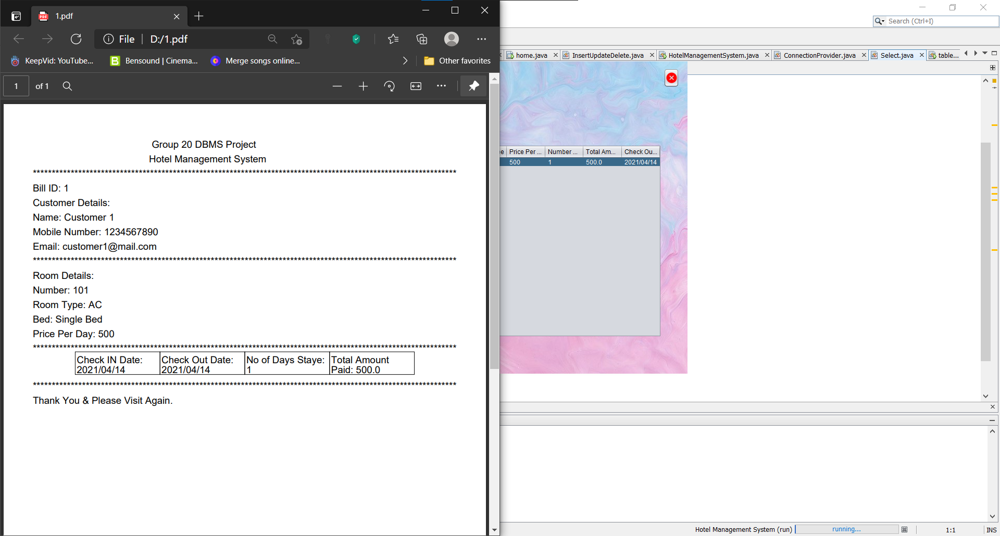 1.pdf
File
D:/1.pdf
KeepVid: YouTube...
Bensound | Cinema...
Merge songs online...
Other favorites
1
of 1
Group 20 DBMS Project
Hotel Management System
****************************************************************************************************************
Bill ID: 1
Customer Details:
Name: Customer 1
Mobile Number: 1234567890
Email: customer1@mail.com
****************************************************************************************************************
Room Details:
Number: 101
Room Type: AC
Bed: Single Bed
Price Per Day: 500
****************************************************************************************************************
Check IN Date: 2021/04/14
Check Out Date: 2021/04/14
No of Days Staye: 1
Total Amount Paid: 500.0
****************************************************************************************************************
Thank You & Please Visit Again.
Search (Ctrl+I)
home.java
InsertUpdateDelete.java
HotelManagementSystem.java
ConnectionProvider.java
Select.java
table...
Price Per ... Number ... Total Am... Check Ou...
500 1 500.0 2021/04/14
Hotel Management System (run)
running...
1:1
INS